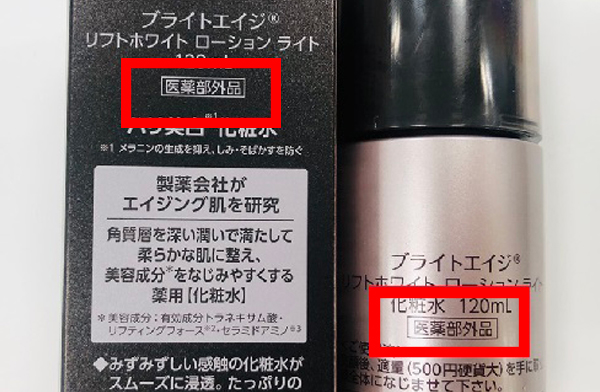 ブライトエイジ®
リフトホワイト ローション ライト
120mL
医薬部外品
ハリ美白 化粧水
※1 メラニンの生成を抑え、しみ・そばかすを防ぐ
製薬会社が
エイジング肌を研究
角質層を深い潤いで満たして
柔らかな肌に整え、
美容成分※をなじみやすくする
薬用[化粧水]
※美容成分：有効成分トラネキサム酸・
リフティングフォース※2・セラミドアミノ※3
◆みずみずしい感触の化粧水が
スムーズに浸透。たっぷりの
ブライトエイジ®
リフトホワイト ローション ライト
化粧水 120mL
医薬部外品
後、適量（500円硬貨大）を手に取り
全体になじませて下さい。